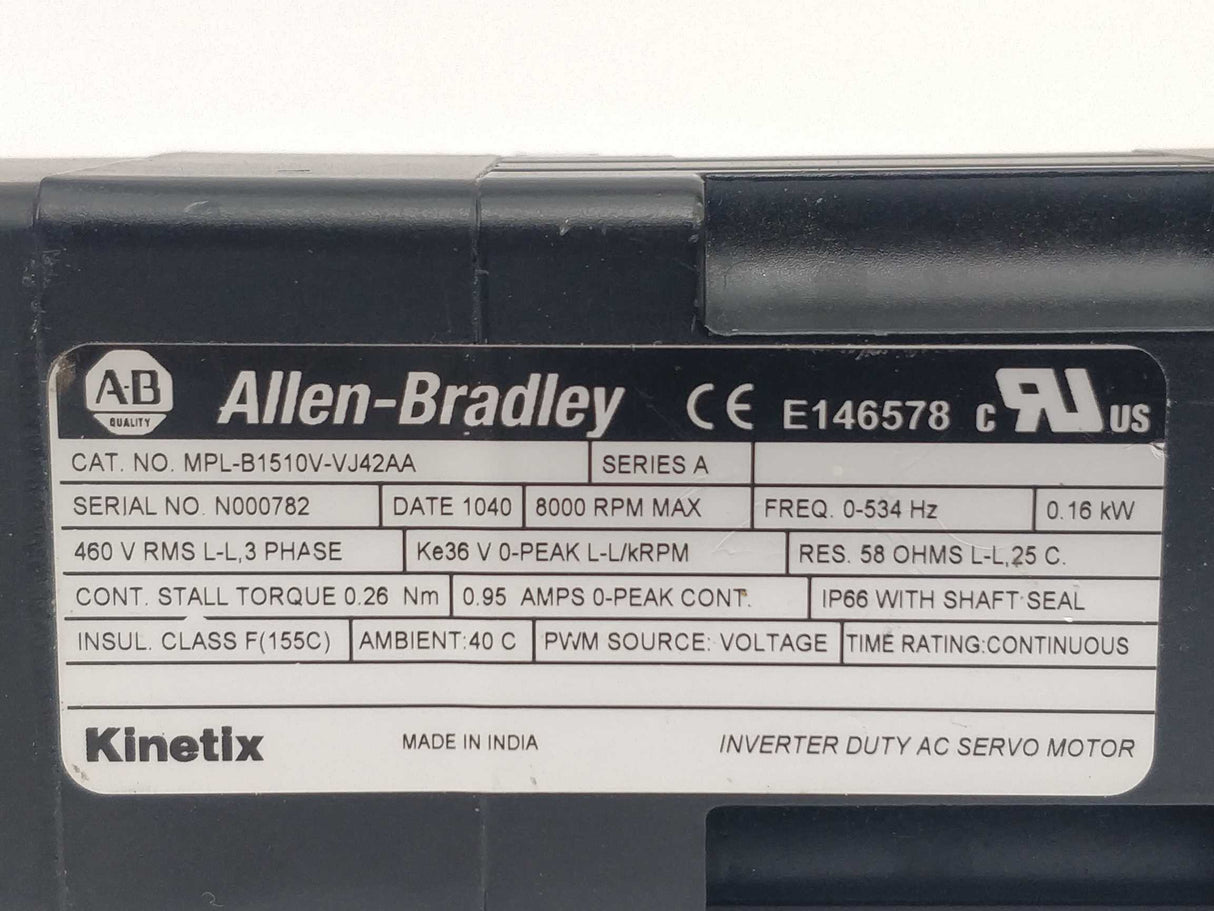 A-B QUALITY Allen-Bradley CE E146578 C RU US
CAT. NO. MPL-B1510V-VJ42AA SERIES A
SERIAL NO. N000782 DATE 1040 8000 RPM MAX FREQ. 0-534 Hz 0.16 kW
460 V RMS L-L,3 PHASE Ke36 V 0-PEAK L-L/kRPM RES. 58 OHMS L-L,25 C.
CONT. STALL TORQUE 0.26 Nm 0.95 AMPS 0-PEAK CONT. IP66 WITH SHAFT SEAL
INSUL. CLASS F(155C) AMBIENT:40 C PWM SOURCE: VOLTAGE TIME RATING:CONTINUOUS
Kinetix MADE IN INDIA INVERTER DUTY AC SERVO MOTOR